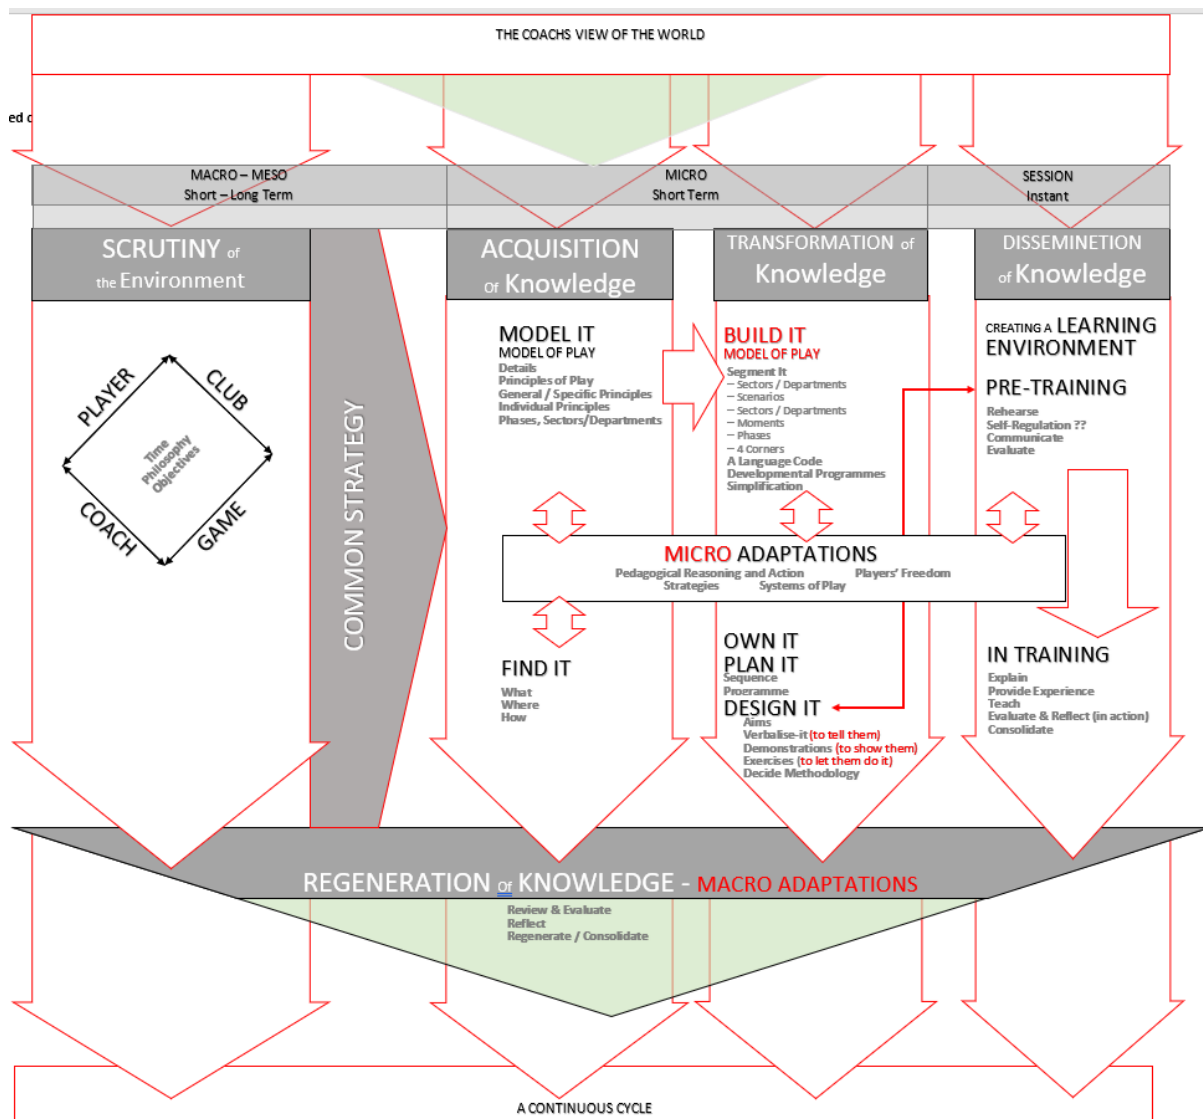 THE COACHS VIEW OF THE WORLD
ed
MACRO – MESO
Short – Long Term
MICRO
Short Term
SESSION
Instant
SCRUTINY of
the Environment
ACQUISITION
Of Knowledge
TRANSFORMATION of
Knowledge
DISSEMINETION
of Knowledge
PLAYER
CLUB
COACH
GAME
Time
Philosophy
Objectives
COMMON STRATEGY
MODEL IT
MODEL OF PLAY
Details
Principles of Play
General / Specific Principles
Individual Principles
Phases, Sectors/Departments
BUILD IT
MODEL OF PLAY
Segment It
– Sectors / Departments
– Scenarios
– Sectors / Departments
– Moments
– Phases
– 4 Corners
A Language Code
Developmental Programmes
Simplification
CREATING A LEARNING
ENVIRONMENT
PRE-TRAINING
Rehearse
Self-Regulation ??
Communicate
Evaluate
MICRO ADAPTATIONS
Pedagogical Reasoning and Action Players' Freedom
Strategies Systems of Play
FIND IT
What
Where
How
OWN IT
PLAN IT
Sequence
Programme
DESIGN IT
Aims
Verbalise-it (to tell them)
Demonstrations (to show them)
Exercises (to let them do it)
Decide Methodology
IN TRAINING
Explain
Provide Experience
Teach
Evaluate & Reflect (in action)
Consolidate
REGENERATION Of KNOWLEDGE - MACRO ADAPTATIONS
Review & Evaluate
Reflect
Regenerate / Consolidate
A CONTINUOUS CYCLE